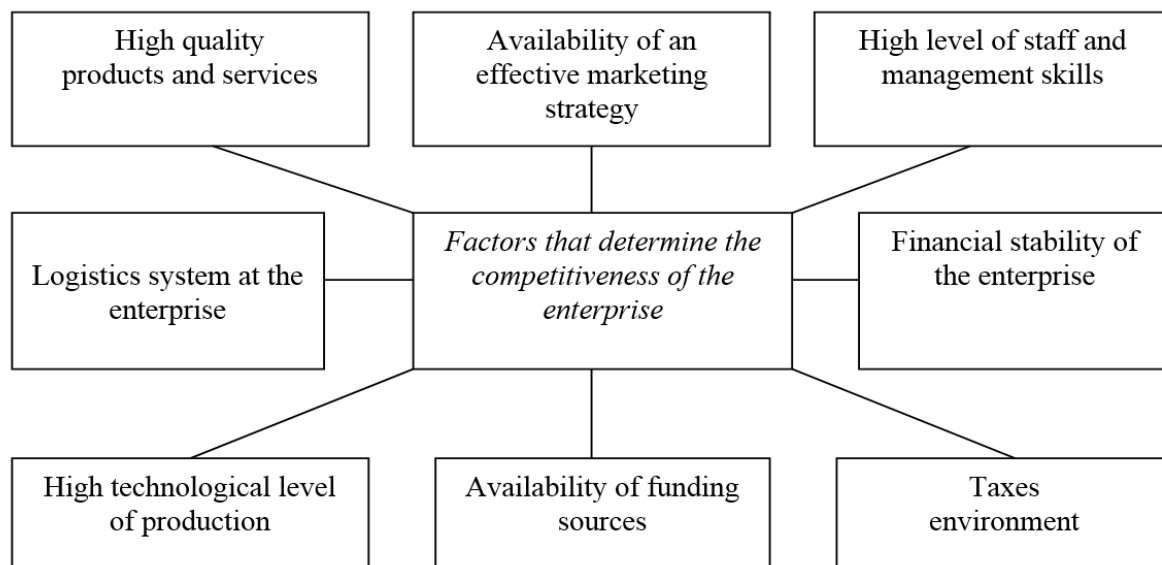 High quality
products and services
Availability of an
effective marketing
strategy
High level of staff and
management skills
Logistics system at the
enterprise
Factors that determine the
competitiveness of the
enterprise
Financial stability of
the enterprise
High technological level
of production
Availability of funding
sources
Taxes
environment